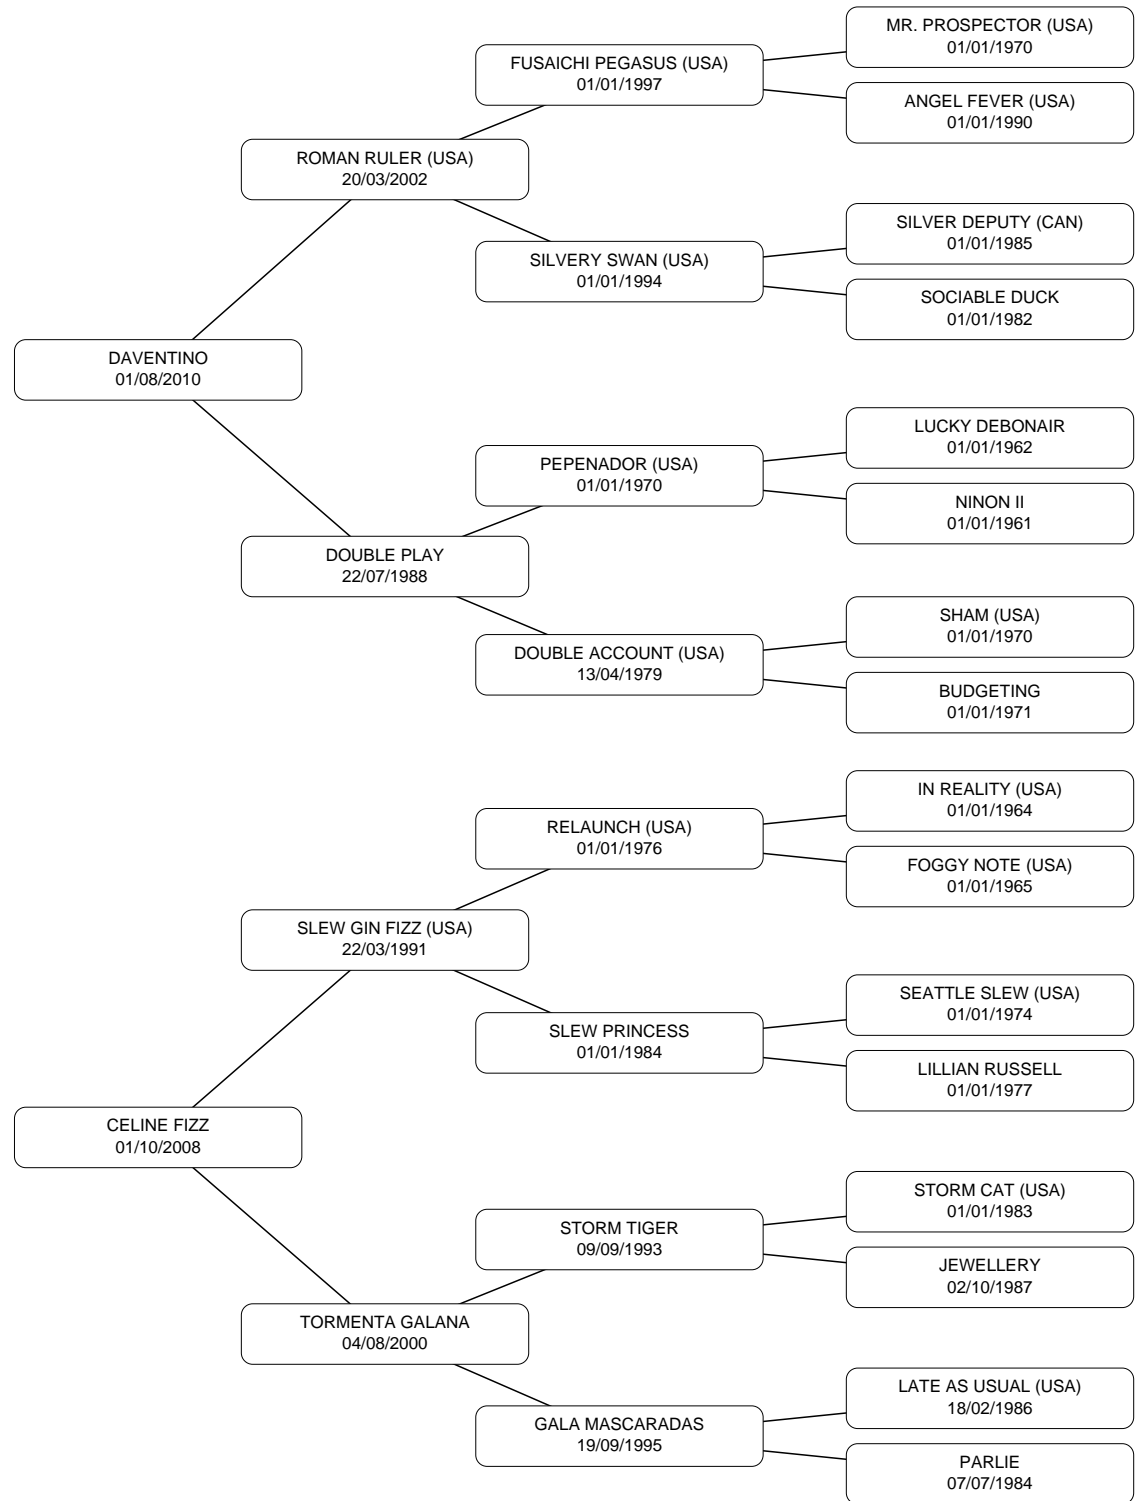 MR. PROSPECTOR (USA)
01/01/1970
FUSAICHI PEGASUS (USA)
01/01/1997
ANGEL FEVER (USA)
01/01/1990
ROMAN RULER (USA)
20/03/2002
SILVER DEPUTY (CAN)
01/01/1985
SILVERY SWAN (USA)
01/01/1994
SOCIABLE DUCK
01/01/1982
DAVENTINO
01/08/2010
LUCKY DEBONAIR
01/01/1962
PEPENADOR (USA)
01/01/1970
NINON II
01/01/1961
DOUBLE PLAY
22/07/1988
SHAM (USA)
01/01/1970
DOUBLE ACCOUNT (USA)
13/04/1979
BUDGETING
01/01/1971
IN REALITY (USA)
01/01/1964
RELAUNCH (USA)
01/01/1976
FOGGY NOTE (USA)
01/01/1965
SLEW GIN FIZZ (USA)
22/03/1991
SEATTLE SLEW (USA)
01/01/1974
SLEW PRINCESS
01/01/1984
LILLIAN RUSSELL
01/01/1977
CELINE FIZZ
01/10/2008
STORM CAT (USA)
01/01/1983
STORM TIGER
09/09/1993
JEWELLERY
02/10/1987
TORMENTA GALANA
04/08/2000
LATE AS USUAL (USA)
18/02/1986
GALA MASCARADAS
19/09/1995
PARLIE
07/07/1984